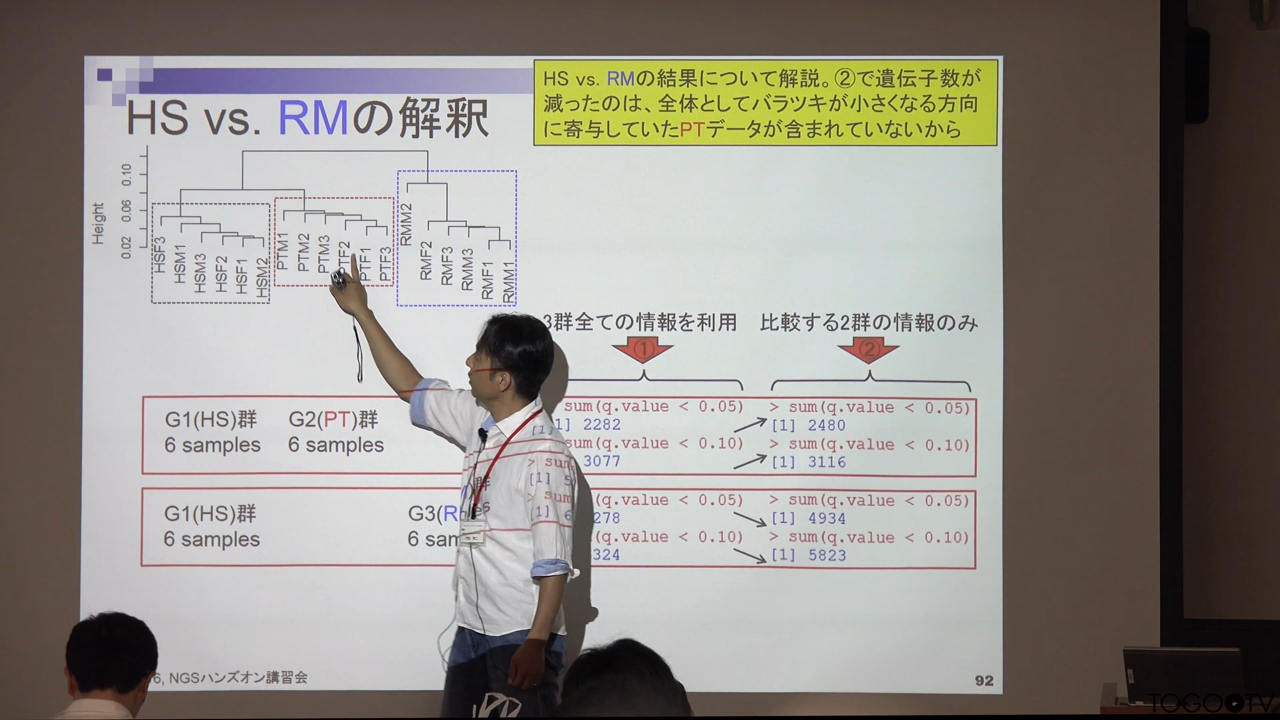 HS vs. RMの解釈
HS vs. RMの結果について解説。②で遺伝子数が
減ったのは、全体としてバラツキが小さくなる方向
に寄与していたPTデータが含まれていないから
Height
0.02 0.06 0.10
HSF3 HSM1 HSM3 HSF2 HSF1 HSM2 PTM1 PTM2 PTM3 PTF2 PTF1 PTF3 RMM2 RMF2 RMF3 RMM3 RMF1 RMM1
3群全ての情報を利用 比較する2群の情報のみ
① ②
G1(HS)群 G2(PT)群
6 samples 6 samples
sum(q.value < 0.05) > sum(q.value < 0.05)
[1] 2282 [1] 2480
sum(q.value < 0.10) > sum(q.value < 0.10)
3077 [1] 3116
G1(HS)群 G3(R
6 samples 6 sam
(q.value < 0.05) > sum(q.value < 0.05)
278 [1] 4934
(q.value < 0.10) > sum(q.value < 0.10)
324 [1] 5823
6, NGSハンズオン講習会
92
TOGOTV